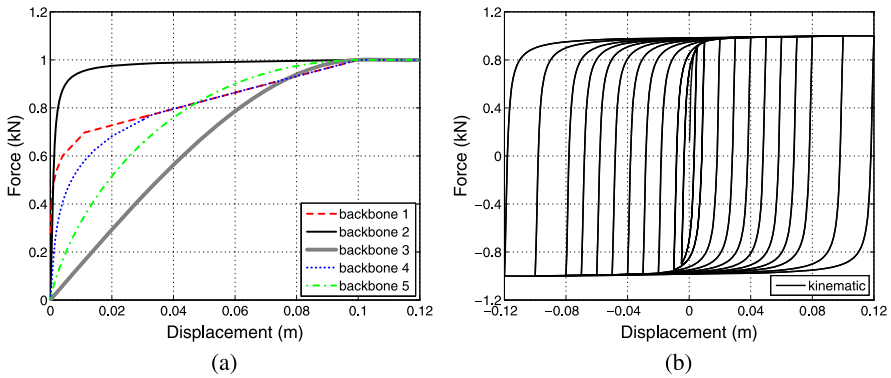 1.2
1
0.8
0.6
0.4
0.2
0
Force (kN)
0
0.02
0.04
0.06
0.08
0.1
0.12
Displacement (m)
backbone 1
backbone 2
backbone 3
backbone 4
backbone 5
(a)
1.2
0.8
0.4
0
−0.4
−0.8
−1.2
Force (kN)
−0.12
−0.08
−0.04
0
0.04
0.08
0.12
Displacement (m)
kinematic
(b)